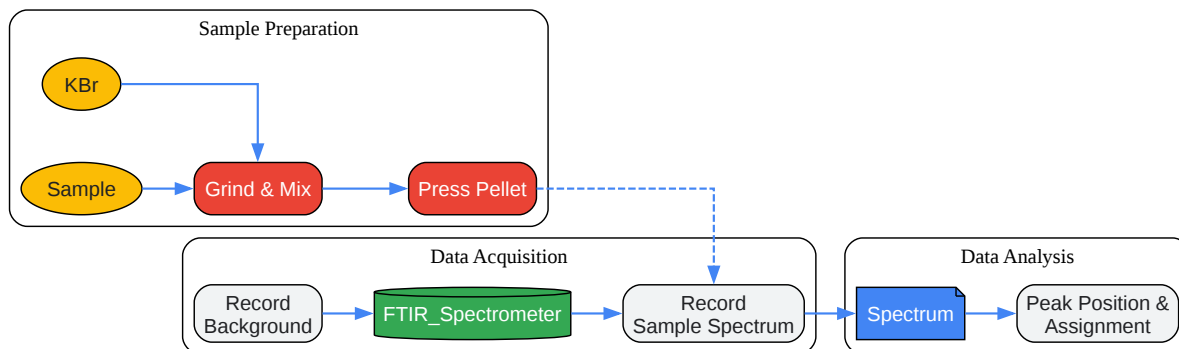 Sample Preparation
KBr
Sample
Grind & Mix
Press Pellet
Data Acquisition
Record
Background
FTIR_Spectrometer
Record
Sample Spectrum
Data Analysis
Spectrum
Peak Position &
Assignment